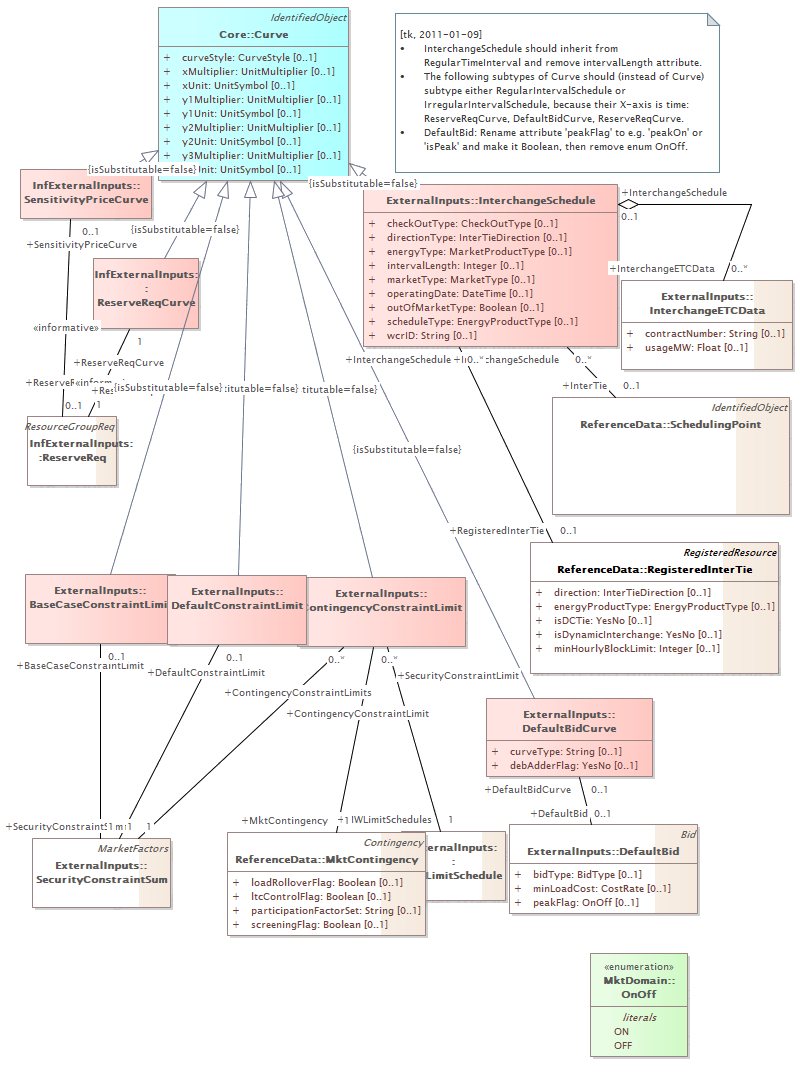 IdentifiedObject
Core::Curve
+ curveStyle: CurveStyle [0..1]
+ xMultiplier: UnitMultiplier [0..1]
+ xUnit: UnitSymbol [0..1]
+ y1Multiplier: UnitMultiplier [0..1]
+ y1Unit: UnitSymbol [0..1]
+ y2Multiplier: UnitMultiplier [0..1]
+ y2Unit: UnitSymbol [0..1]
+ y3Multiplier: UnitMultiplier [0..1]
Unit: UnitSymbol [0..1]
[tk, 2011-01-09]
• InterchangeSchedule should inherit from
RegularTimeInterval and remove intervalLength attribute.
• The following subtypes of Curve should (instead of Curve)
subtype either RegularIntervalSchedule or
IrregularIntervalSchedule, because their X-axis is time:
ReserveReqCurve, DefaultBidCurve, ReserveReqCurve.
• DefaultBid: Rename attribute 'peakFlag' to e.g. 'peakOn' or
'isPeak' and make it Boolean, then remove enum OnOff.
{isSubstitutable=false}
{isSubstitutable=false}
InfExternalInputs::
SensitivityPriceCurve
0..1
+SensitivityPriceCurve
{isSubstitutable=false}
ExternalInputs::InterchangeSchedule
+ checkOutType: CheckOutType [0..1]
+ directionType: InterTieDirection [0..1]
+ energyType: MarketProductType [0..1]
+ intervalLength: Integer [0..1]
+ marketType: MarketType [0..1]
+ operatingDate: DateTime [0..1]
+ outOfMarketType: Boolean [0..1]
+ scheduleType: EnergyProductType [0..1]
+ wcrID: String [0..1]
+InterchangeSchedule
0..1
+InterchangeETCData 0..*
ExternalInputs::
InterchangeETCData
+ contractNumber: String [0..1]
+ usageMW: Float [0..1]
InfExternalInputs:
:
ReserveReqCurve
1
+ReserveReqCurve
«informative»
{isSubstitutable=false}
0..1 1
ResourceGroupReq
InfExternalInputs:
:ReserveReq
+InterchangeSchedule
0..*
changeSchedule 0..*
+InterTie 0..1
IdentifiedObject
ReferenceData::SchedulingPoint
{isSubstitutable=false}
+RegisteredInterTie 0..1
RegisteredResource
ReferenceData::RegisteredInterTie
+ direction: InterTieDirection [0..1]
+ energyProductType: EnergyProductType [0..1]
+ isDCTie: YesNo [0..1]
+ isDynamicInterchange: YesNo [0..1]
+ minHourlyBlockLimit: Integer [0..1]
ExternalInputs::
BaseCaseConstraintLimi
ExternalInputs::
DefaultConstraintLimit
ExternalInputs::
ontingencyConstraintLimit
0..1
+BaseCaseConstraintLimit
0..1
+DefaultConstraintLimit
0..*
+ContingencyConstraintLimits
+ContingencyConstraintLimit
0..*
+SecurityConstraintLimit
ExternalInputs::
DefaultBidCurve
+ curveType: String [0..1]
+ debAdderFlag: YesNo [0..1]
+DefaultBidCurve 0..1
+DefaultBid 0..1
Bid
ExternalInputs::DefaultBid
+ bidType: BidType [0..1]
+ minLoadCost: CostRate [0..1]
+ peakFlag: OnOff [0..1]
1
MarketFactors
ExternalInputs::
SecurityConstraintSum
+MktContingency
IWLimitSchedules 1
Contingency
ReferenceData::MktContingency
+ loadRolloverFlag: Boolean [0..1]
+ ltcControlFlag: Boolean [0..1]
+ participationFactorSet: String [0..1]
+ screeningFlag: Boolean [0..1]
ernalInputs:
:
LimitSchedule
«enumeration»
MktDomain::
OnOff
literals
ON
OFF